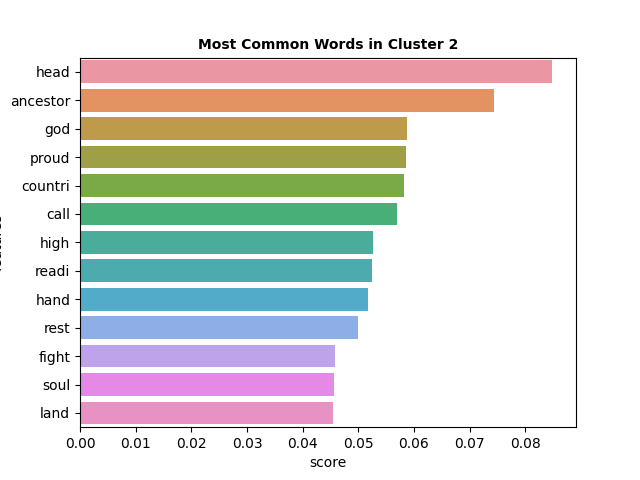 Most Common Words in Cluster 2
head
ancestor
god
proud
countri
call
high
readi
hand
rest
fight
soul
land
0.00 0.01 0.02 0.03 0.04 0.05 0.06 0.07 0.08
score